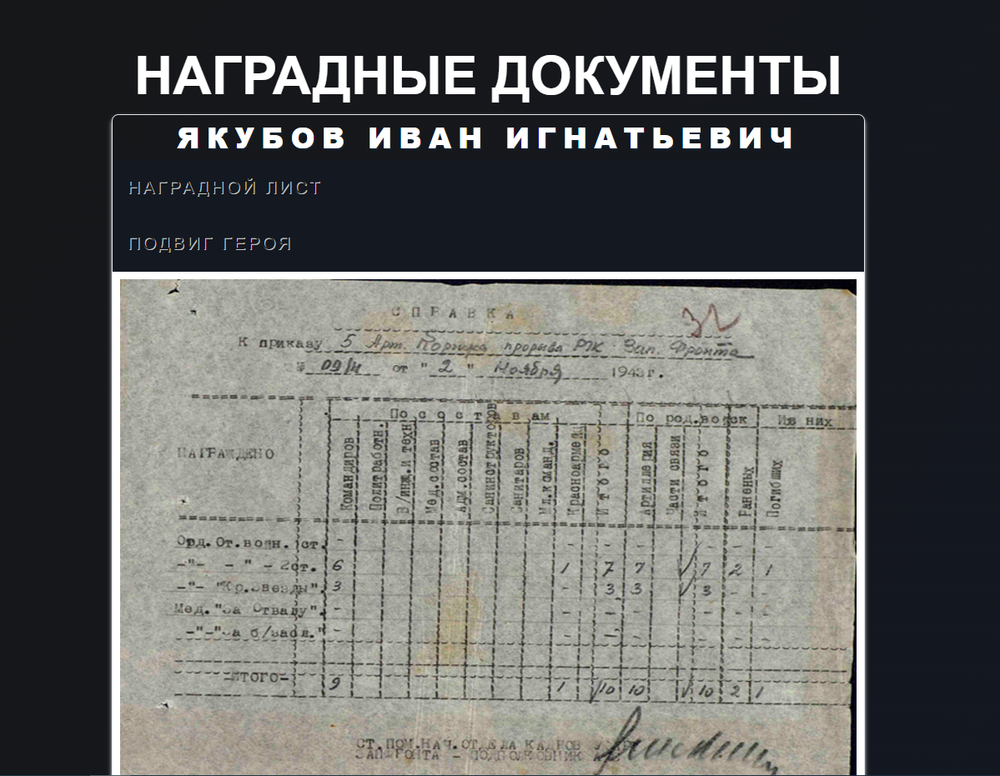 НАГРАДНЫЕ ДОКУМЕНТЫ
ЯКУБОВ ИВАН ИГНАТЬЕВИЧ
НАГРАДНОЙ ЛИСТ
ПОДВИГ ГЕРОЯ
СПРАВКА
32
К приказу 5 Арт. Корпуса прорыва РГК Зап. Фронта
№ от "2" Ноября 1943г.
По составам По род.войск Из них
НАГРАЖДЕНО Командиров Политработн. В/инж.и техн Мед.состав Адм.состав Санинструкторов Санитаров Мл.команд. Красноармей. Итого Артиллерия Части связи Итого Раненых Погибших
Орд.От.войн. ст. - - - - - - - -
-"- - " - 2ст. 6 1 7 7 7 2 1
-"- "Кр.Звезды". 3 - 3 3 3 - -
Мед."За Отвагу". - - - - - - -
-"-"За б/засл." - - - - - - -
-ИТОГО- 9 1 10 10 10 2 1
СТ.ПОМ.НАЧ.ОТДЕЛА КАДРОВ
ЗАПФРОНТА - ПОДПОЛКОВНИК